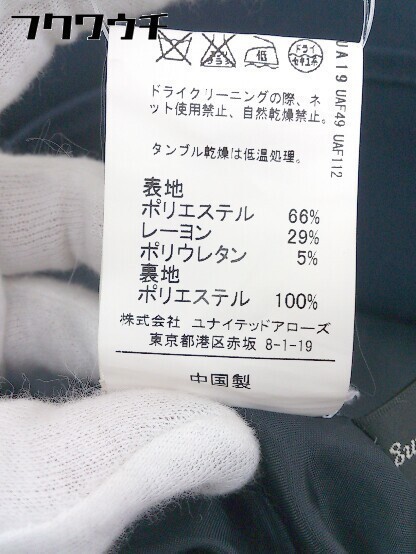 フクワウチ
低
ドライ
セキユ系
UA19 UAF49 UAF112
ドライクリーニングの際、ネ
ット使用禁止、自然乾燥禁止。
タンブル乾燥は低温処理。
表地
ポリエステル 66%
レーヨン 29%
ポリウレタン 5%
裏地
ポリエステル 100%
株式会社 ユナイテッドアローズ
東京都港区赤坂 8-1-19
中国製